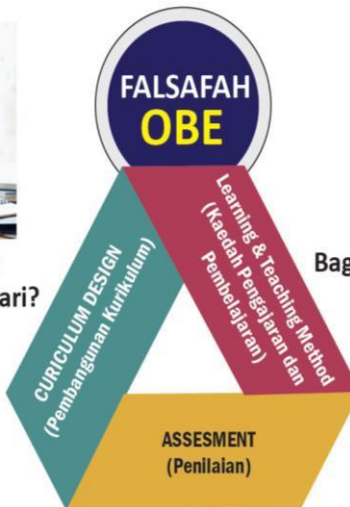 FALSAFAH
OBE
CURICULUM DESIGN
(Pembangunan Kurikulum)
Learning & Teaching Method
(Kaedah Pengajaran dan
Pembelajaran)
ari?
Bag
ASSESMENT
(Penilaian)